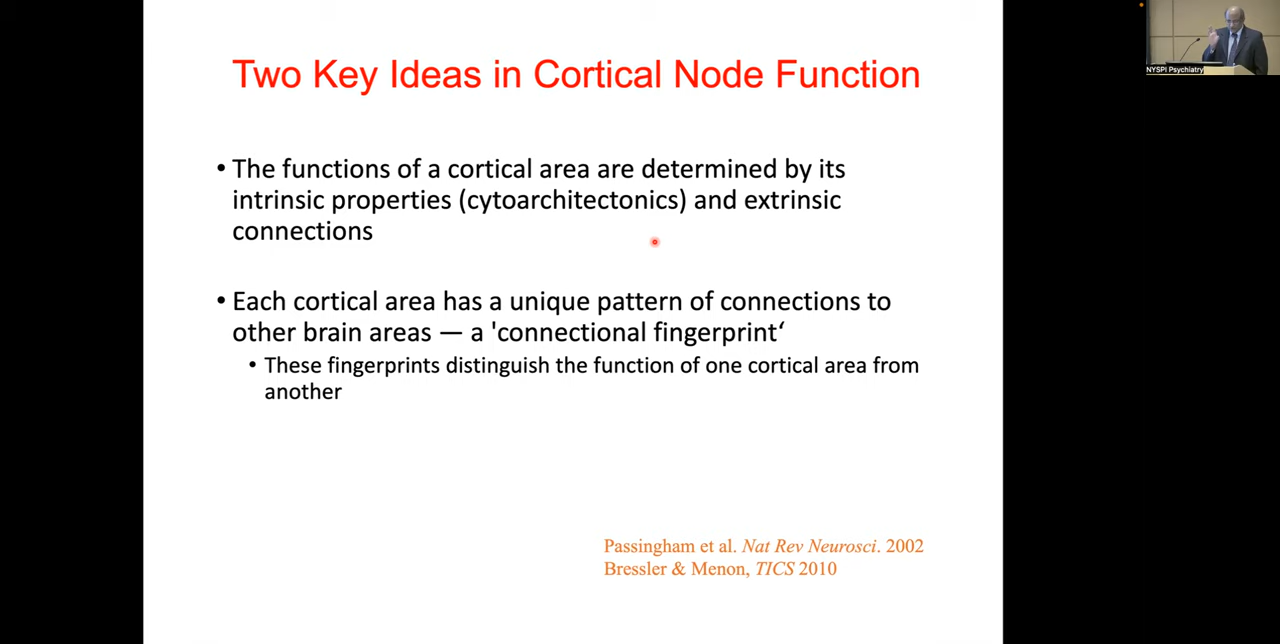 Two Key Ideas in Cortical Node Function
• The functions of a cortical area are determined by its
intrinsic properties (cytoarchitectonics) and extrinsic
connections
• Each cortical area has a unique pattern of connections to
other brain areas — a 'connectional fingerprint‘
• These fingerprints distinguish the function of one cortical area from
another
Passingham et al. Nat Rev Neurosci. 2002
Bressler & Menon, TICS 2010
NYSPI Psychiatry